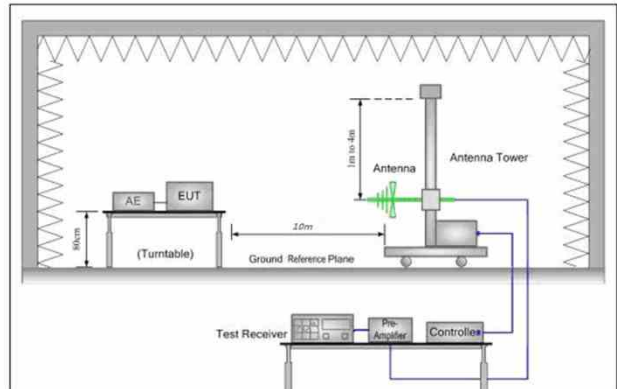 1m to 4m
Antenna
Antenna Tower
AE
EUT
80cm
10m
(Turntable)
Ground Reference Plane
Test Receiver
Pre-
Amplifier
Controller